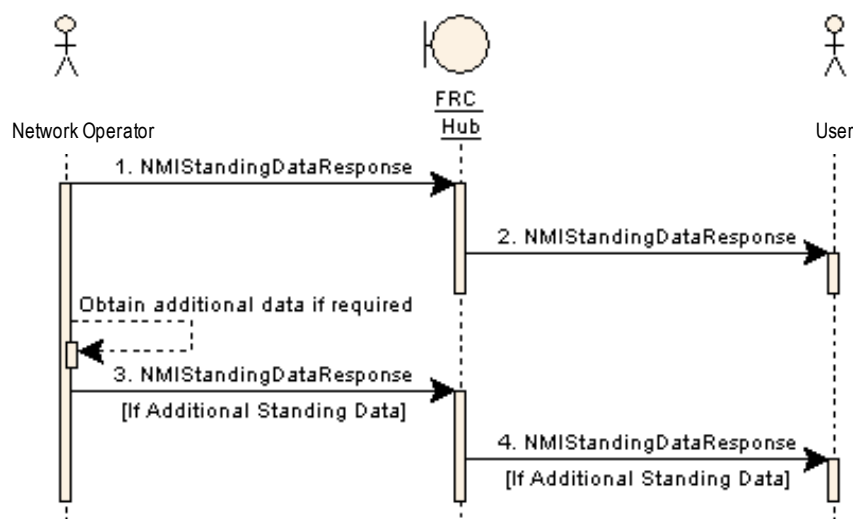 FRC
Hub
Network Operator
User
1. NMIStandingDataResponse
2. NMIStandingDataResponse
Obtain additional data if required
3. NMIStandingDataResponse
[If Additional Standing Data]
4. NMIStandingDataResponse
[If Additional Standing Data]